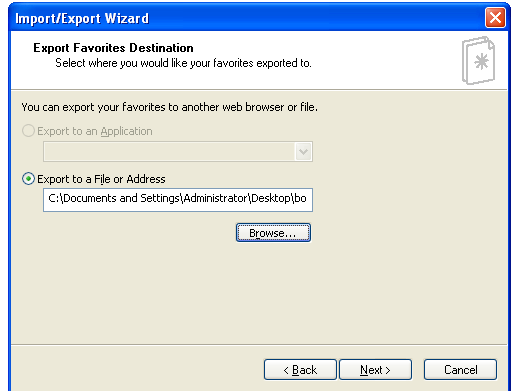 Import/Export Wizard
Export Favorites Destination
Select where you would like your favorites exported to.
You can export your favorites to another web browser or file.
Export to an Application
Export to a File or Address
C:\Documents and Settings\Administrator\Desktop\bo
Browse...
< Back
Next >
Cancel